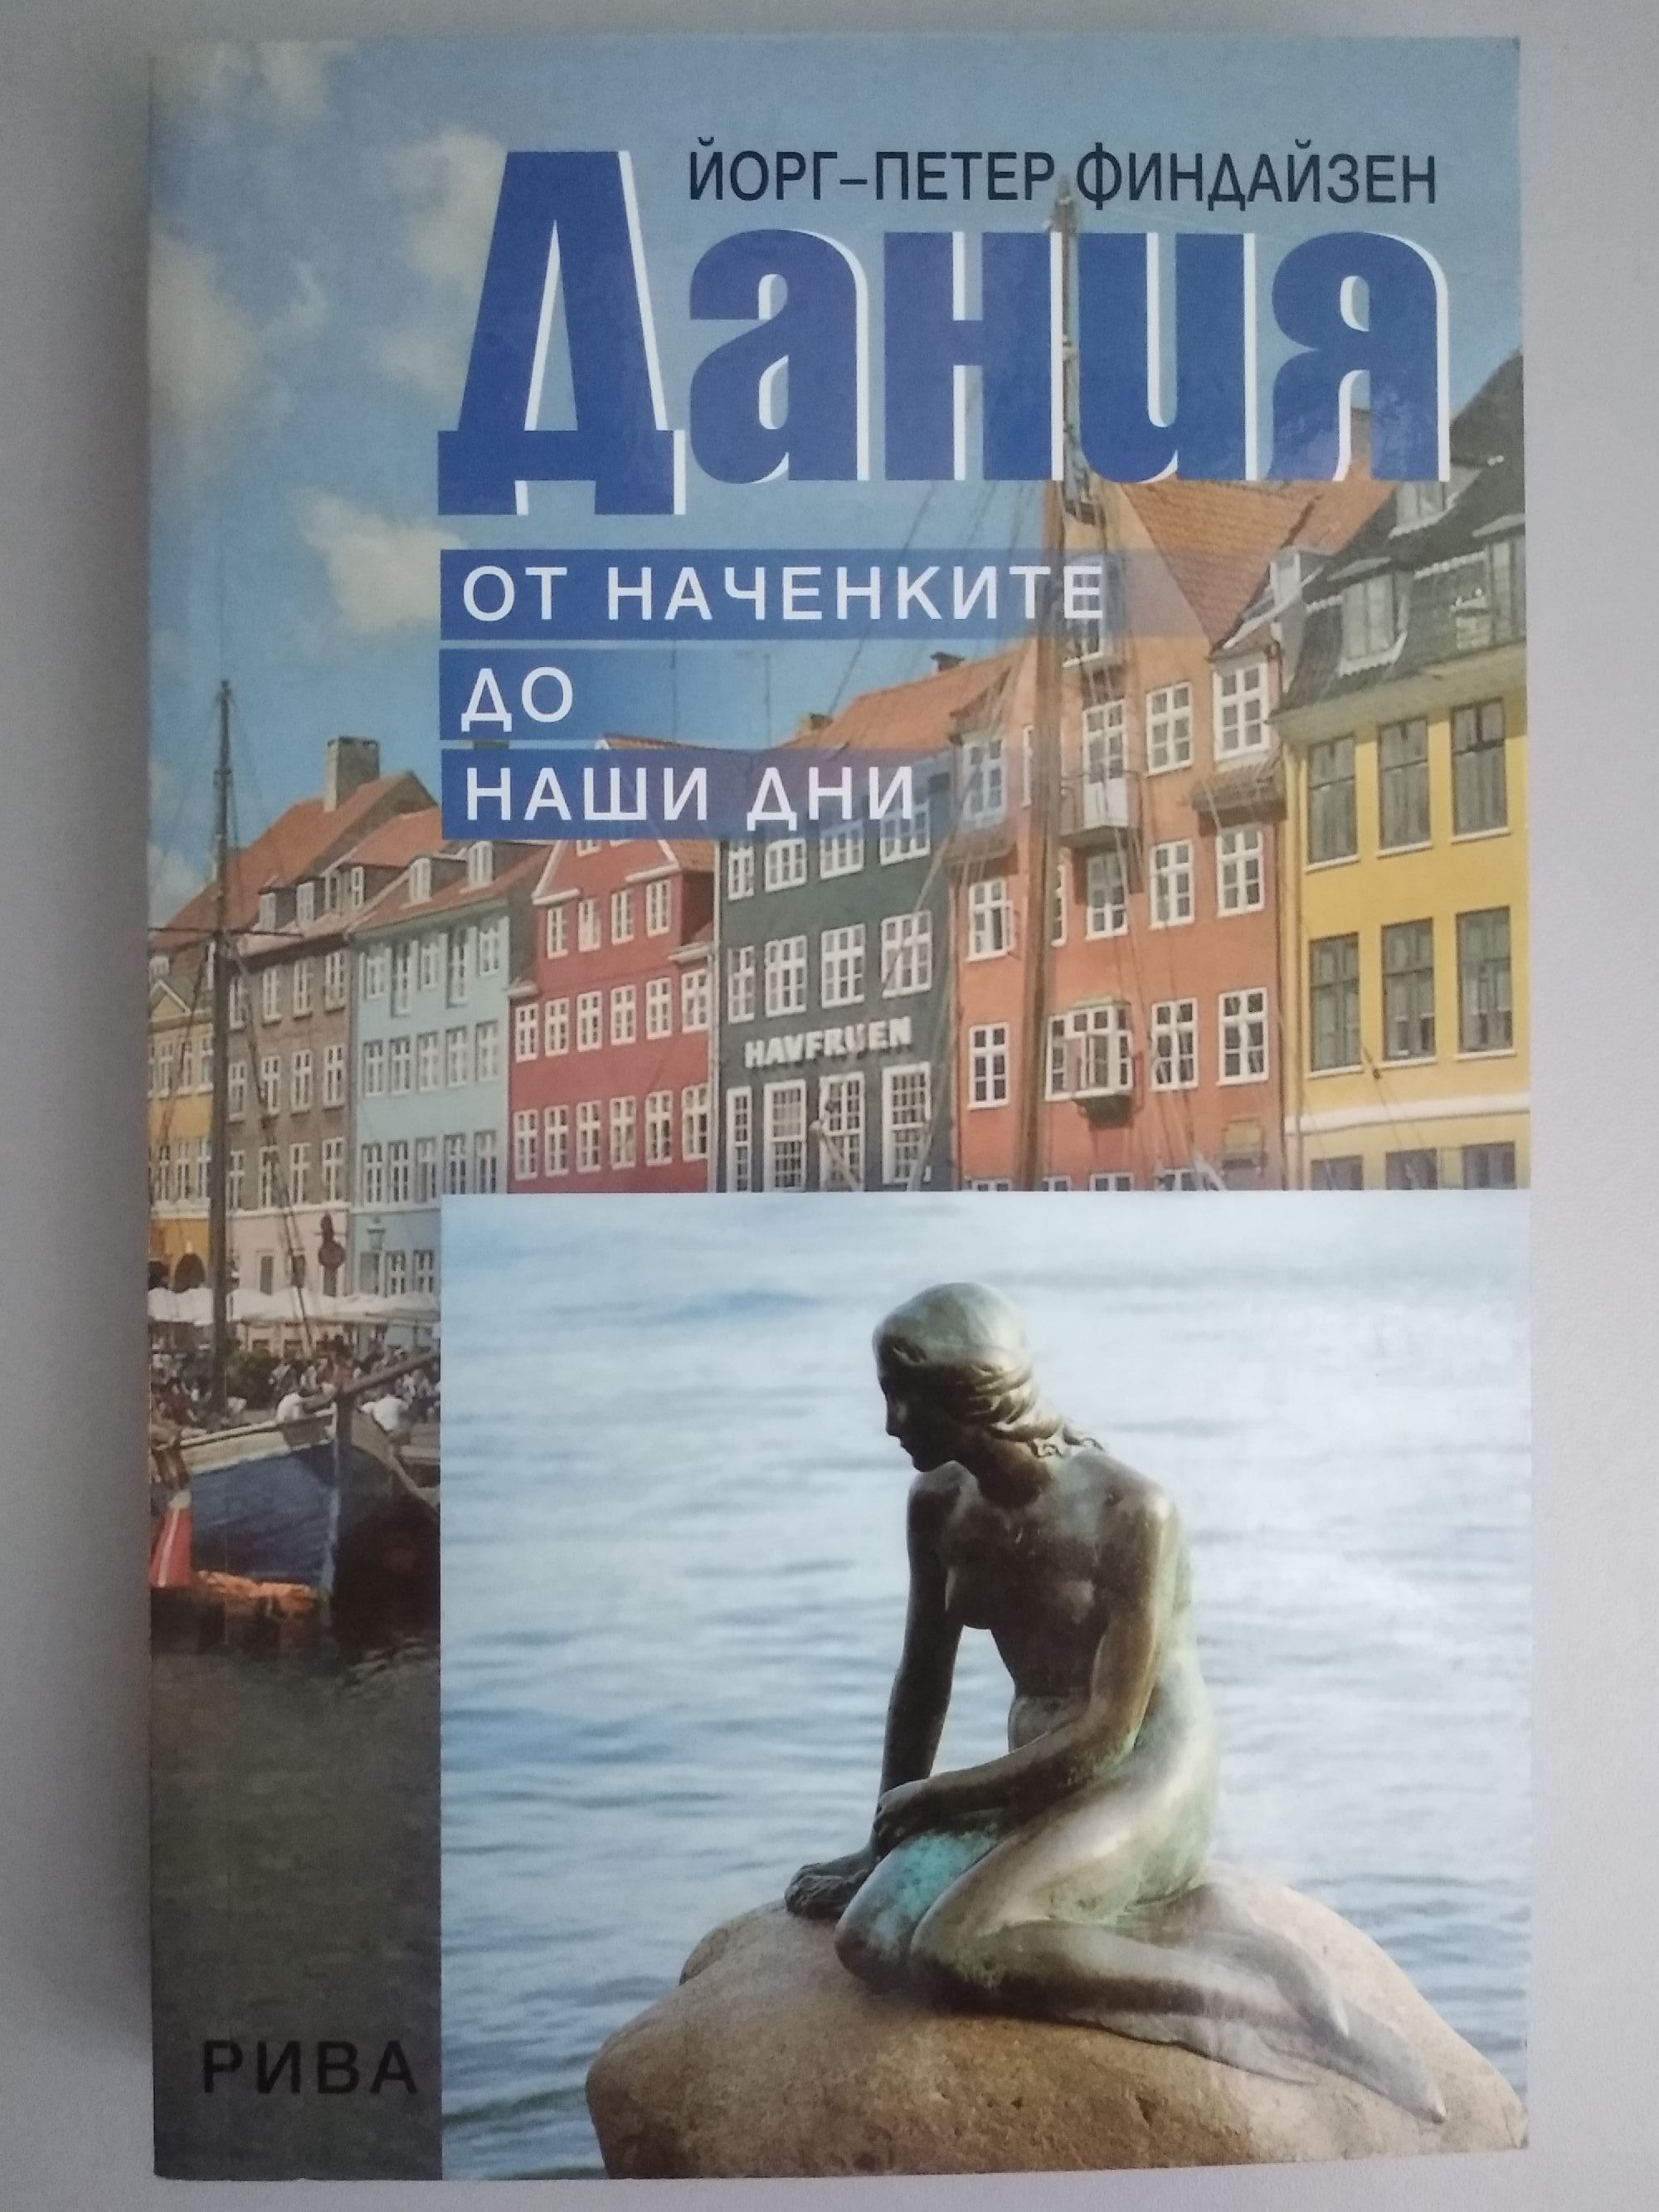 ЙОРГ-ПЕТЕР ФИНДАЙЗЕН
Дания
ОТ НАЧЕНКИТЕ
ДО
НАШИ ДНИ
HAVFRUEN
РИВА